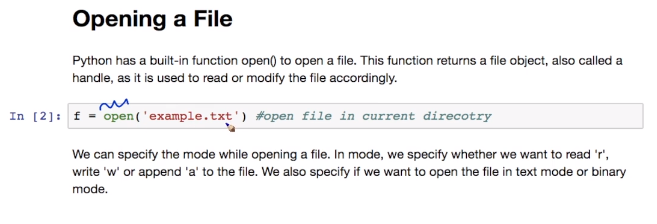 Opening a File
Python has a built-in function open() to open a file. This function returns a file object, also called a
handle, as it is used to read or modify the file accordingly.
In [2]: f = open('example.txt') #open file in current direcotry
We can specify the mode while opening a file. In mode, we specify whether we want to read 'r',
write 'w' or append 'a' to the file. We also specify if we want to open the file in text mode or binary
mode.